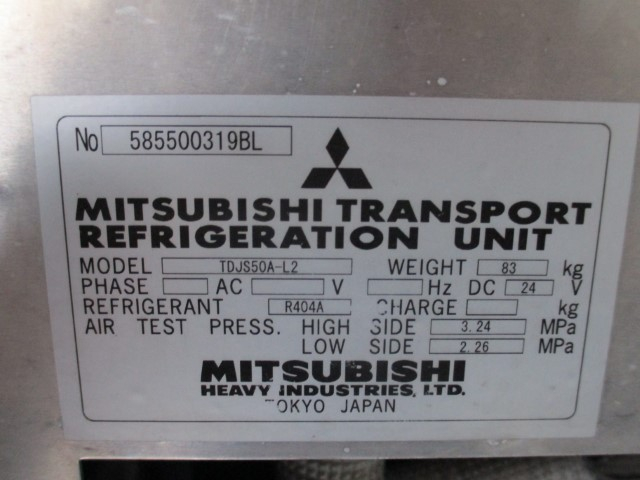 No 585500319BL
MITSUBISHI TRANSPORT
REFRIGERATION UNIT
MODEL TDJS50A-L2 WEIGHT 83 kg
PHASE AC V Hz DC 24 V
REFRIGERANT R404A CHARGE kg
AIR TEST PRESS. HIGH SIDE 3.24 MPa
LOW SIDE 2.26 MPa
MITSUBISHI
HEAVY INDUSTRIES, LTD.
TOKYO JAPAN